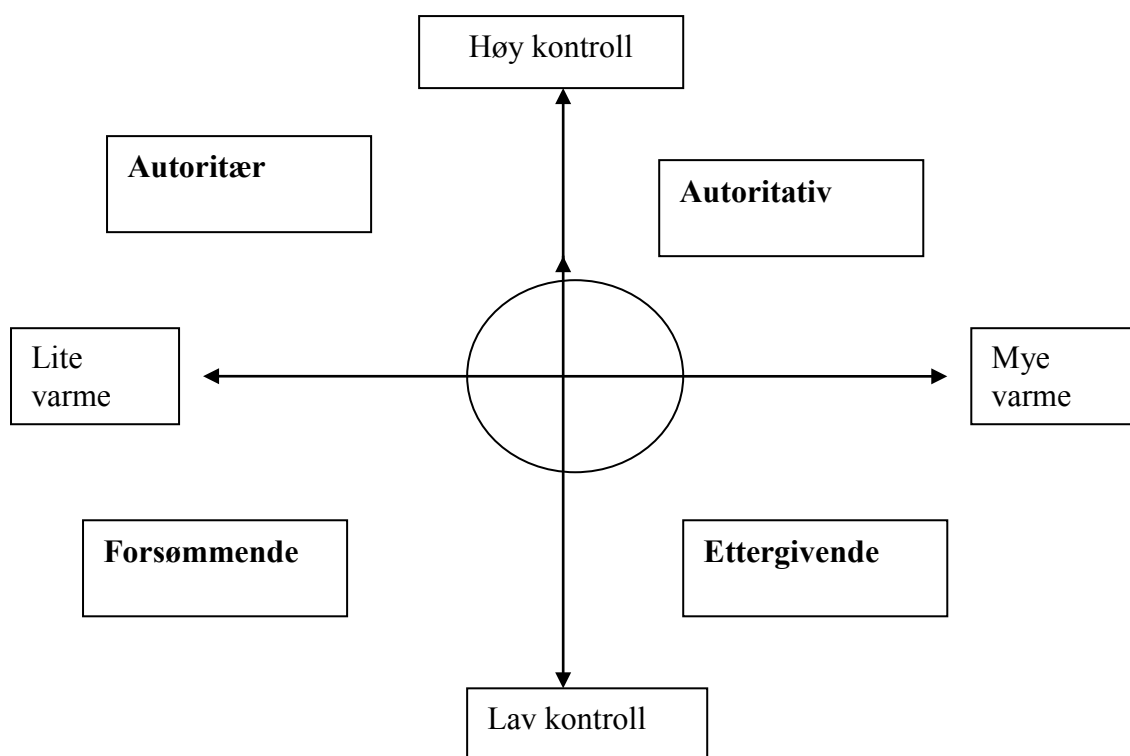 Høy kontroll
Autoritær
Autoritativ
Lite
varme
Mye
varme
Forsømmende
Ettergivende
Lav kontroll